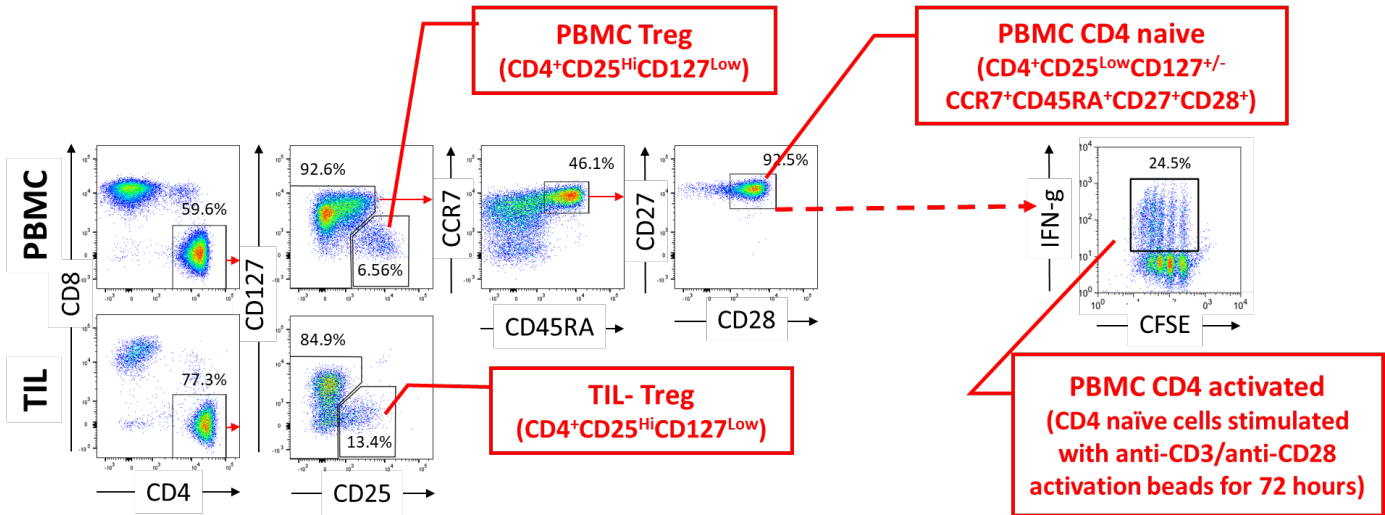 PBMC Treg
(CD4⁺CD25ᴴⁱCD127ᴸᵒʷ)
PBMC CD4 naive
(CD4⁺CD25ᴸᵒʷCD127⁺/⁻
CCR7⁺CD45RA⁺CD27⁺CD28⁺)
PBMC
CD8
59.6%
CD127
92.6%
6.56%
CCR7
46.1%
CD45RA
CD27
92.5%
CD28
IFN-g
24.5%
CFSE
TIL
77.3%
CD4
84.9%
13.4%
CD25
TIL- Treg
(CD4⁺CD25ᴴⁱCD127ᴸᵒʷ)
PBMC CD4 activated
(CD4 naïve cells stimulated
with anti-CD3/anti-CD28
activation beads for 72 hours)